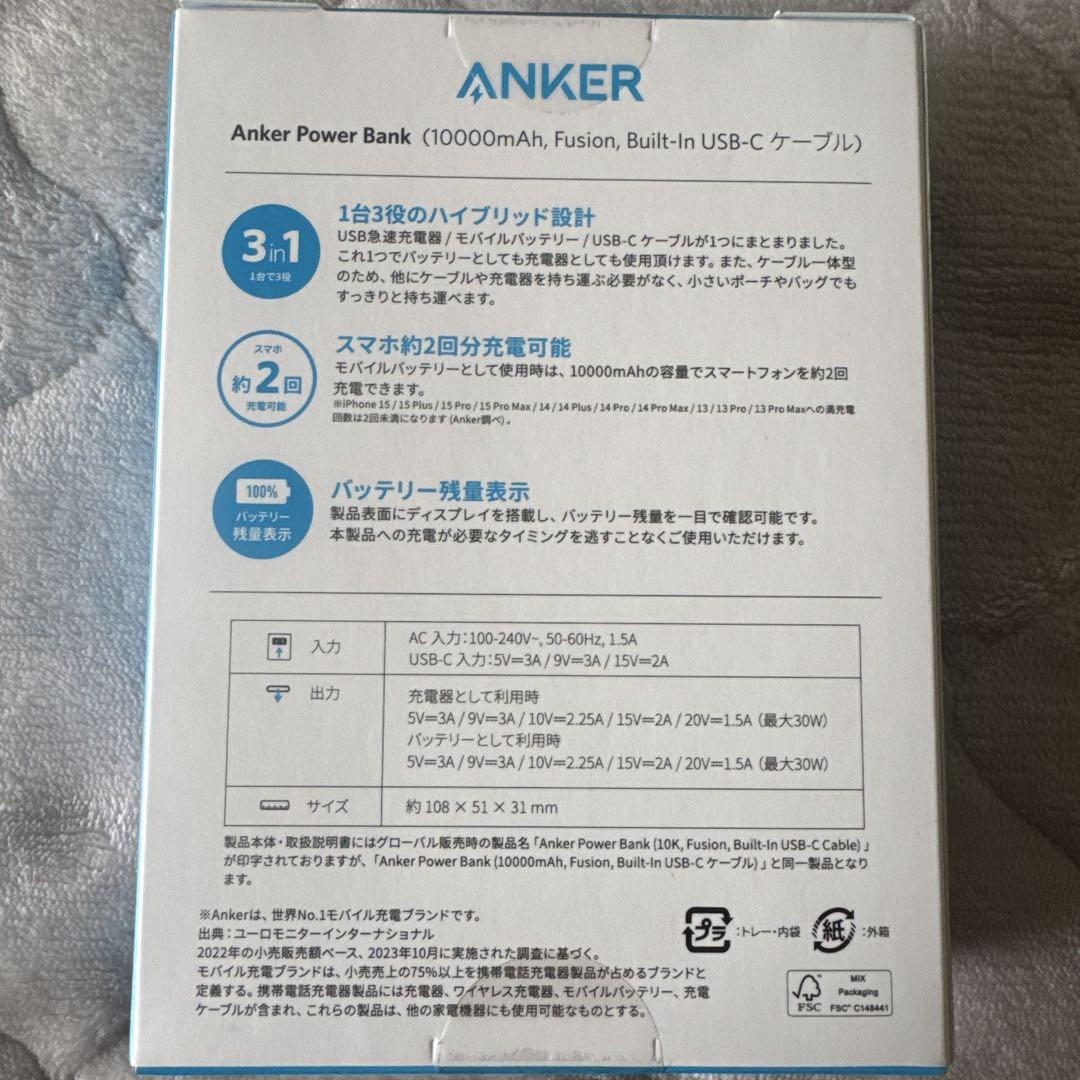 ANKER
Anker Power Bank (10000mAh, Fusion, Built-In USB-C ケーブル)
3in1
1台で3役
1台3役のハイブリッド設計
USB急速充電器 / モバイルバッテリー / USB-C ケーブルが1つにまとまりました。
これ1つでバッテリーとしても充電器としても使用頂けます。また、ケーブル一体型
のため、他にケーブルや充電器を持ち運ぶ必要がなく、小さいポーチやバッグでも
すっきりと持ち運べます。
スマホ
約2回
充電可能
スマホ約2回分充電可能
モバイルバッテリーとして使用時は、10000mAhの容量でスマートフォンを約2回
充電できます。
※iPhone 15 / 15 Plus / 15 Pro / 15 Pro Max / 14 / 14 Plus / 14 Pro / 14 Pro Max / 13 / 13 Pro / 13 Pro Maxへの満充電
回数は2回未満になります (Anker調べ) 。
100%
バッテリー
残量表示
バッテリー残量表示
製品表面にディスプレイを搭載し、バッテリー残量を一目で確認可能です。
本製品への充電が必要なタイミングを逃すことなくご使用いただけます。
入力
AC 入力：100-240V~, 50-60Hz, 1.5A
USB-C 入力：5V⎓3A / 9V⎓3A / 15V⎓2A
出力
充電器として利用時
5V⎓3A / 9V⎓3A / 10V⎓2.25A / 15V⎓2A / 20V⎓1.5A (最大30W)
バッテリーとして利用時
5V⎓3A / 9V⎓3A / 10V⎓2.25A / 15V⎓2A / 20V⎓1.5A (最大30W)
サイズ
約 108 × 51 × 31 mm
製品本体・取扱説明書にはグローバル販売時の製品名「Anker Power Bank (10K, Fusion, Built-In USB-C Cable) 」
が印字されておりますが、「Anker Power Bank (10000mAh, Fusion, Built-In USB-C ケーブル) 」と同一製品となり
ます。
※Ankerは、世界No.1モバイル充電ブランドです。
出典：ユーロモニターインターナショナル
2022年の小売販売額ベース、2023年10月に実施された調査に基づく。
モバイル充電ブランドは、小売売上の75%以上を携帯電話充電器製品が占めるブランドと
定義する。携帯電話充電器製品には充電器、ワイヤレス充電器、モバイルバッテリー、充電
ケーブルが含まれ、これらの製品は、他の家電機器にも使用可能なものとする。
プラ
：トレー・内袋
紙
：外箱
FSC
MIX
Packaging
FSC™ C148441